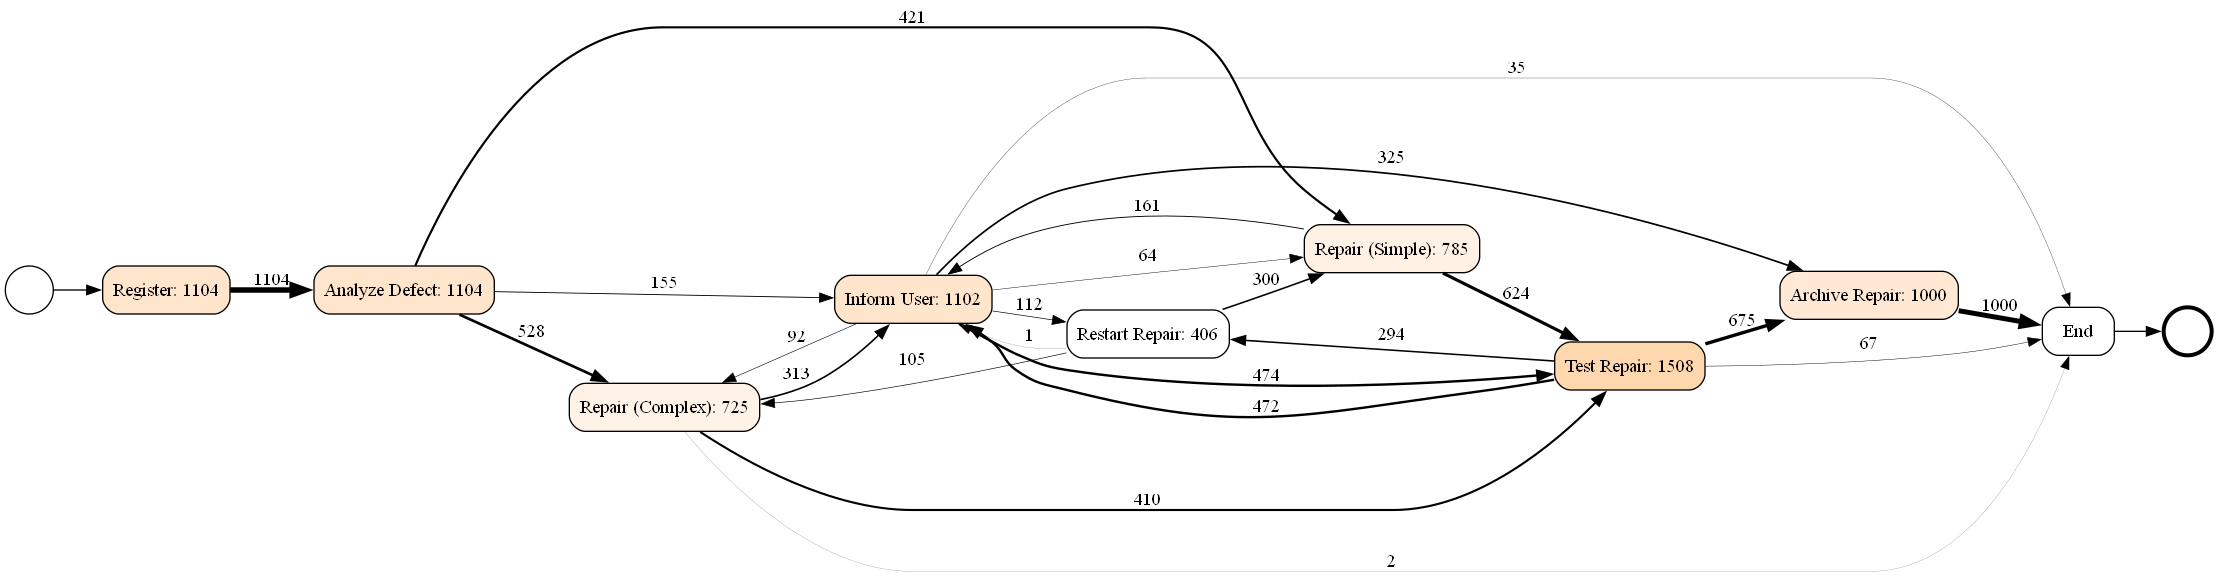 421
35
325
161
Repair (Simple): 785
64
1104
300
Register: 1104
Analyze Defect: 1104
155
Inform User: 1102
112
624
Archive Repair: 1000
1000
675
92
1
Restart Repair: 406
294
End
67
528
105
Test Repair: 1508
313
474
Repair (Complex): 725
472
410
2